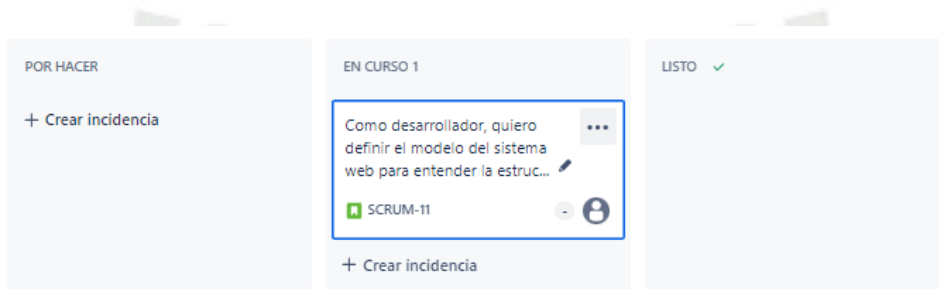 POR HACER
+ Crear incidencia
EN CURSO 1
Como desarrollador, quiero
definir el modelo del sistema
web para entender la estruc...
SCRUM-11
-
+ Crear incidencia
LISTO